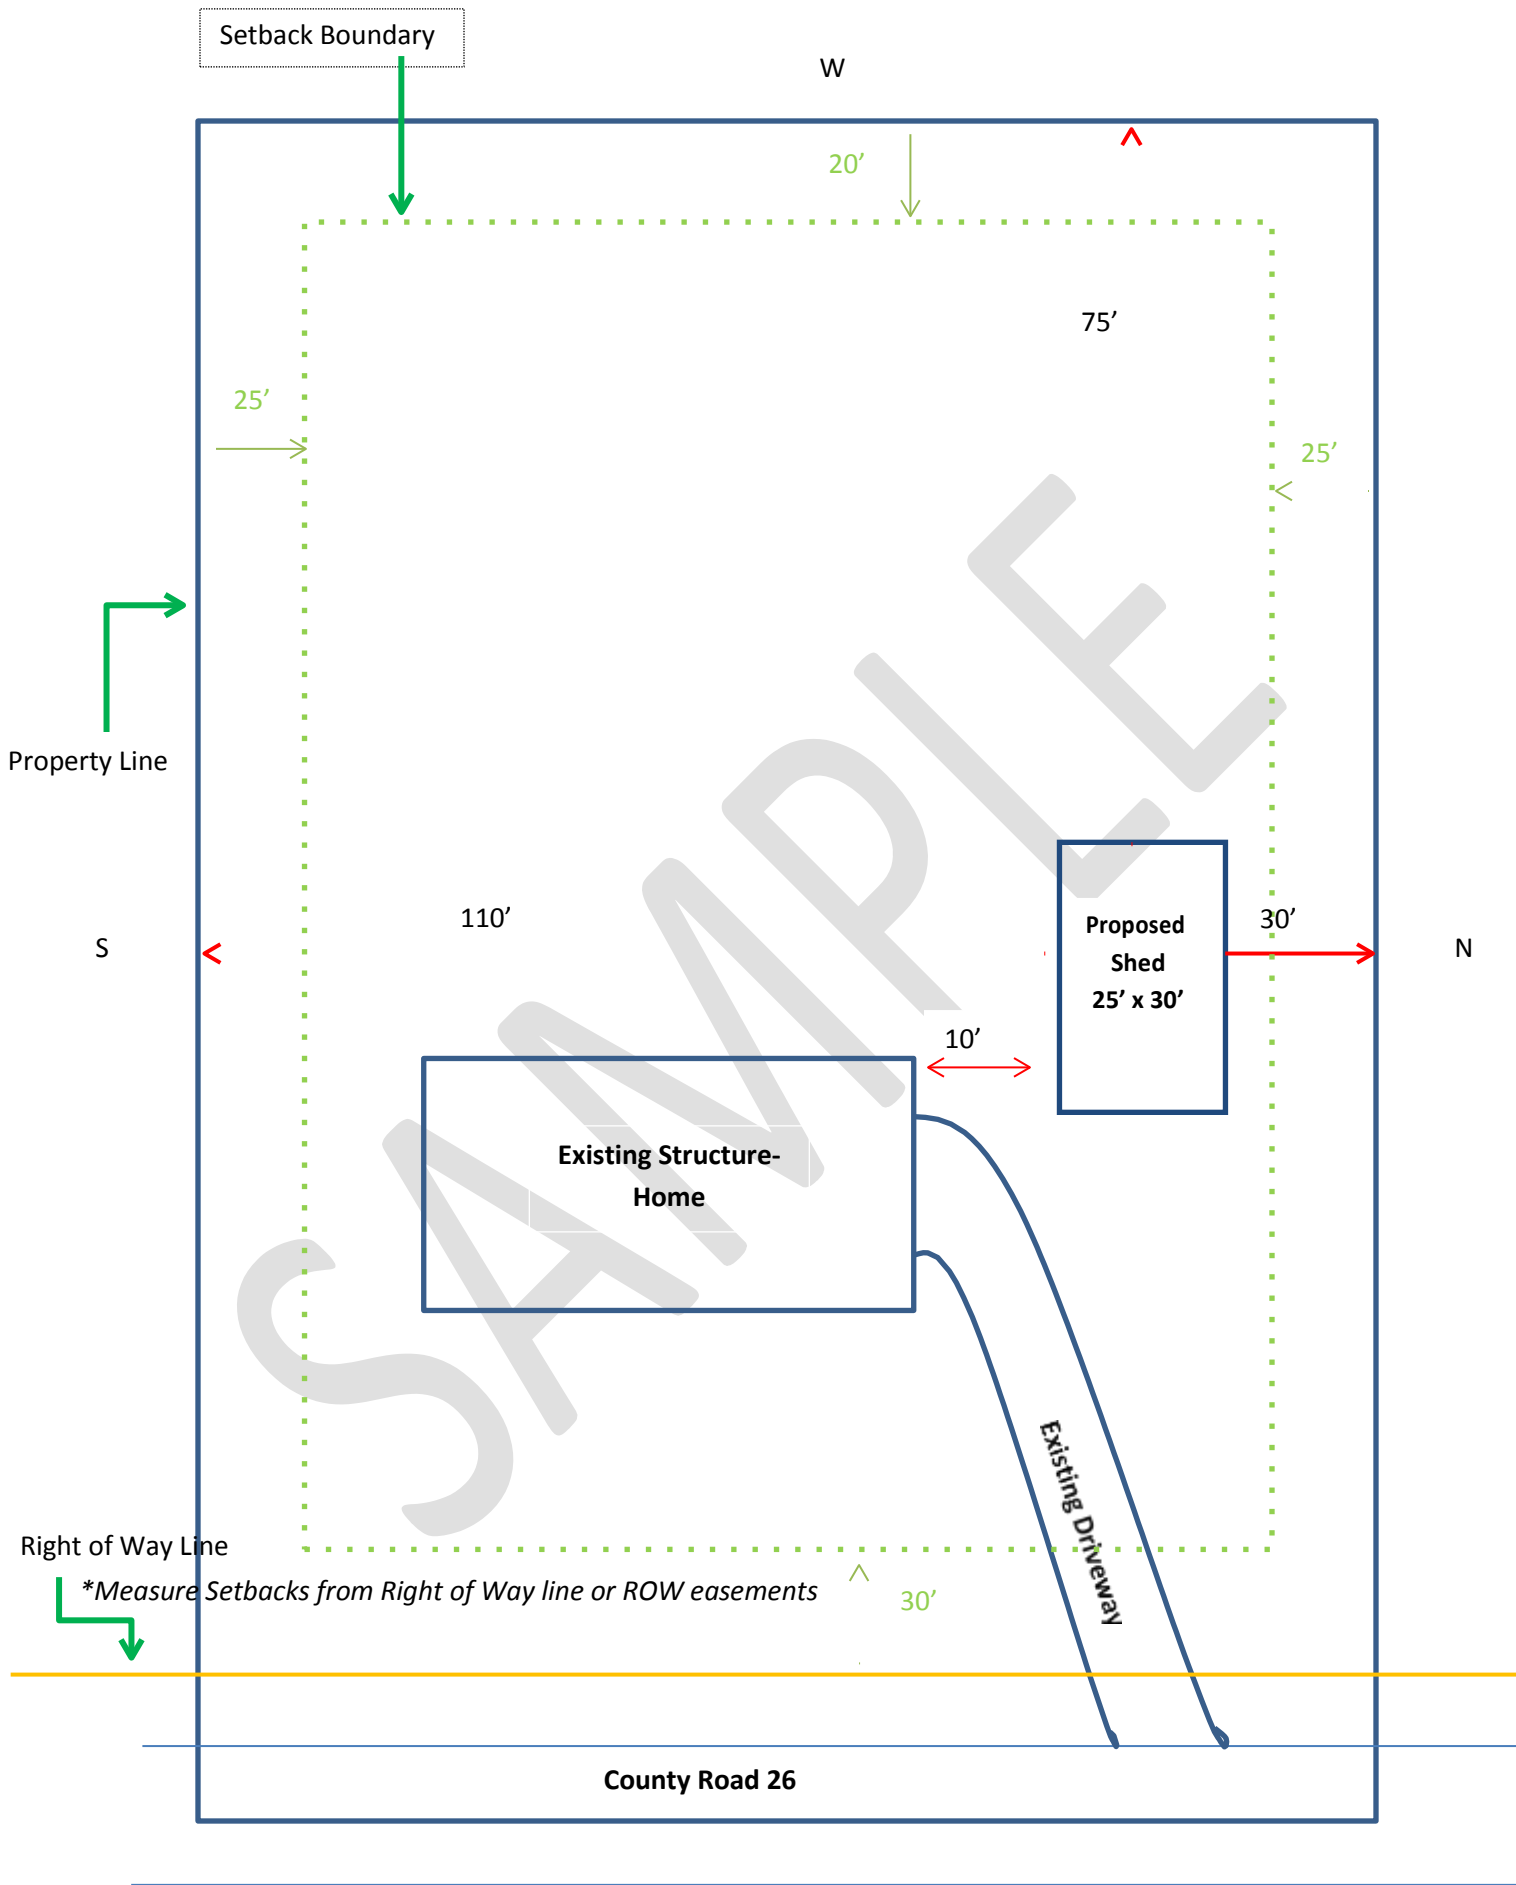 Setback Boundary
W
20’
75’
25’
25’
Property Line
110’
S
Proposed
Shed
25’ x 30’
30’
N
10’
Existing Structure-
Home
SAMPLE
Existing Driveway
Right of Way Line
*Measure Setbacks from Right of Way line or ROW easements
30’
County Road 26